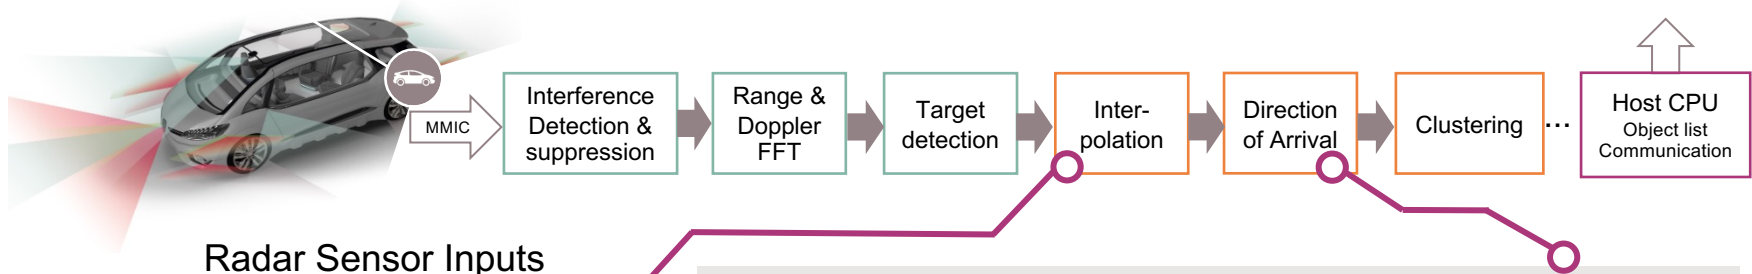 MMIC
Interference
Detection &
suppression
Range &
Doppler
FFT
Target
detection
Inter-
polation
Direction
of Arrival
Clustering
...
Host CPU
Object list
Communication
Radar Sensor Inputs